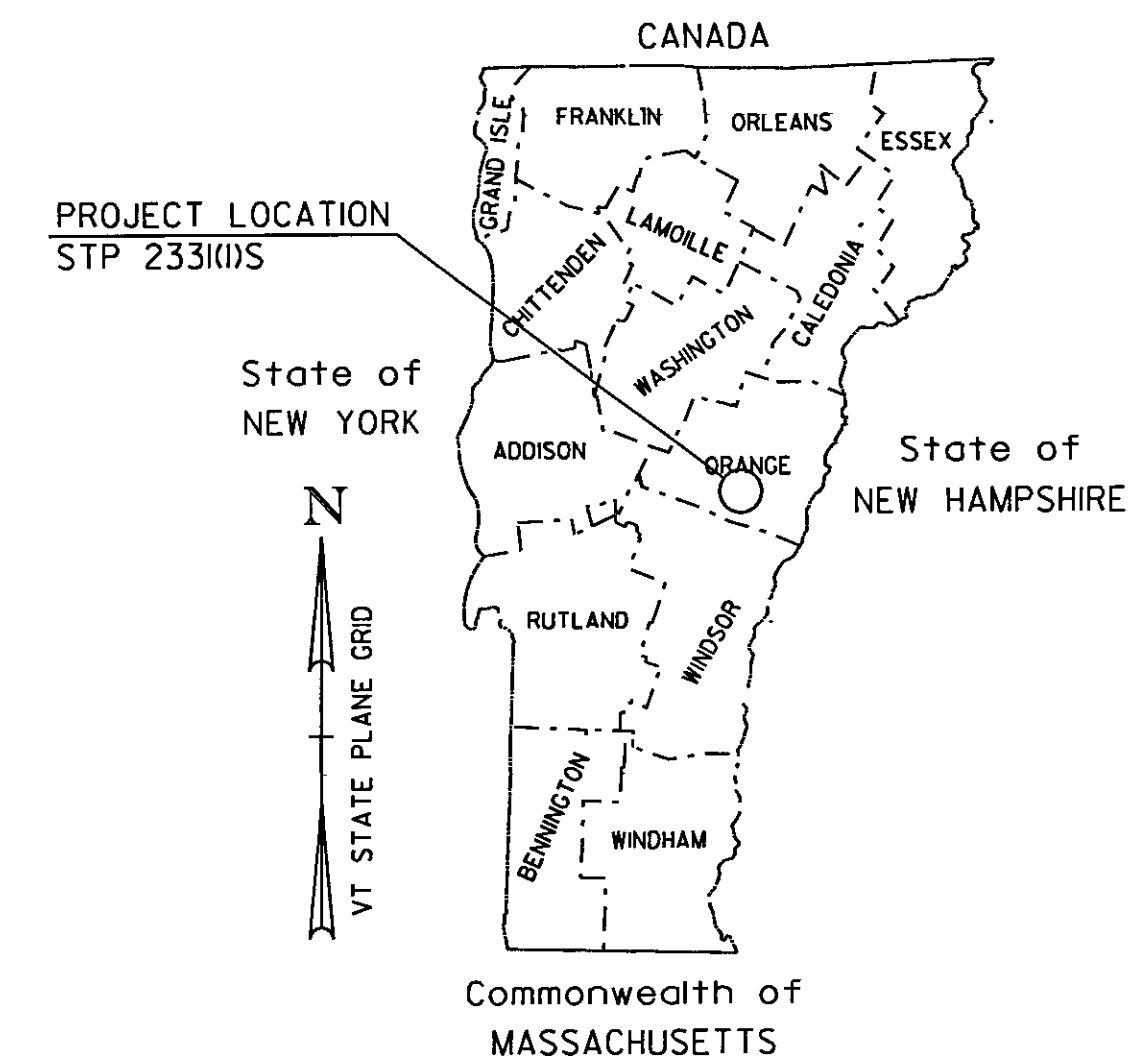 CANADA
GRAND ISLE
FRANKLIN
ORLEANS
ESSEX
PROJECT LOCATION
STP 2331(1)S
LAMOILLE
CHITTENDEN
CALEDONIA
WASHINGTON
State of
NEW YORK
ADDISON
ORANGE
State of
NEW HAMPSHIRE
N
VT STATE PLANE GRID
RUTLAND
WINDSOR
BENNINGTON
WINDHAM
Commonwealth of
MASSACHUSETTS